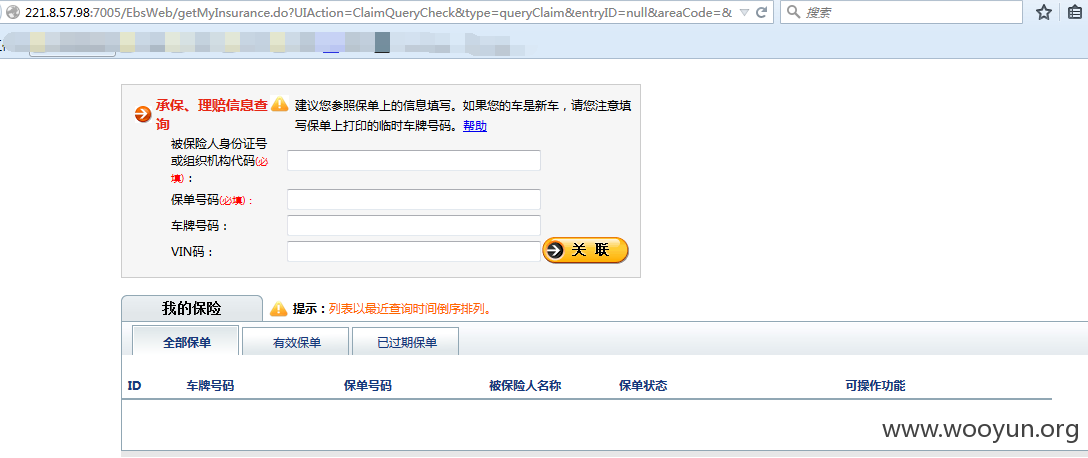 221.8.57.98:7005/EbsWeb/getMyInsurance.do?UIAction=ClaimQueryCheck&type=queryClaim&entryID=null&areaCode=&
搜索
承保、理赔信息查
询
建议您参照保单上的信息填写。如果您的车是新车，请您注意填
写保单上打印的临时车牌号码。帮助
被保险人身份证号
或组织机构代码(必
填)：
保单号码(必填)：
车牌号码：
VIN码：
关 联
我的保险
提示：列表以最近查询时间倒序排列。
全部保单 有效保单 已过期保单
ID 车牌号码 保单号码 被保险人名称 保单状态 可操作功能
www.wooyun.org